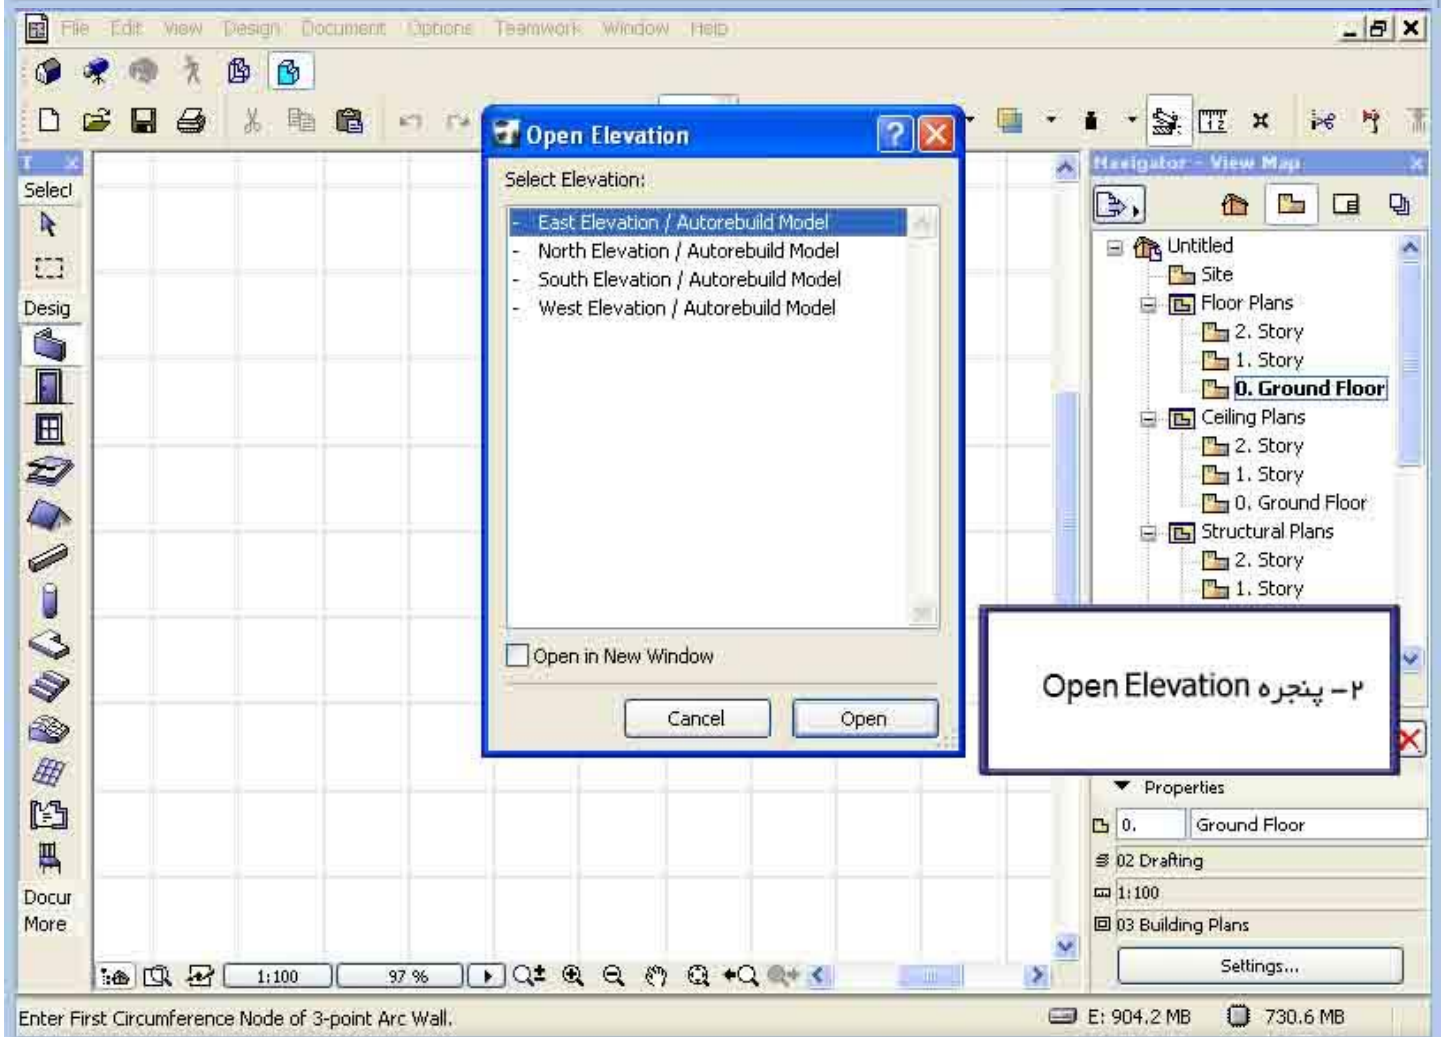 File Edit View Design Document Options Teamwork Window Help
Open Elevation
Select Elevation:
- East Elevation / Autorebuild Model
- North Elevation / Autorebuild Model
- South Elevation / Autorebuild Model
- West Elevation / Autorebuild Model
Open in New Window
Cancel
Open
T
Select
Desig
Docur
More
Navigator - View Map
Untitled
Site
Floor Plans
2. Story
1. Story
0. Ground Floor
Ceiling Plans
2. Story
1. Story
0. Ground Floor
Structural Plans
2. Story
1. Story
۲- پنجره Open Elevation
Properties
0. Ground Floor
02 Drafting
1:100
03 Building Plans
Settings...
1:100
97 %
Enter First Circumference Node of 3-point Arc Wall.
E: 904.2 MB
730.6 MB